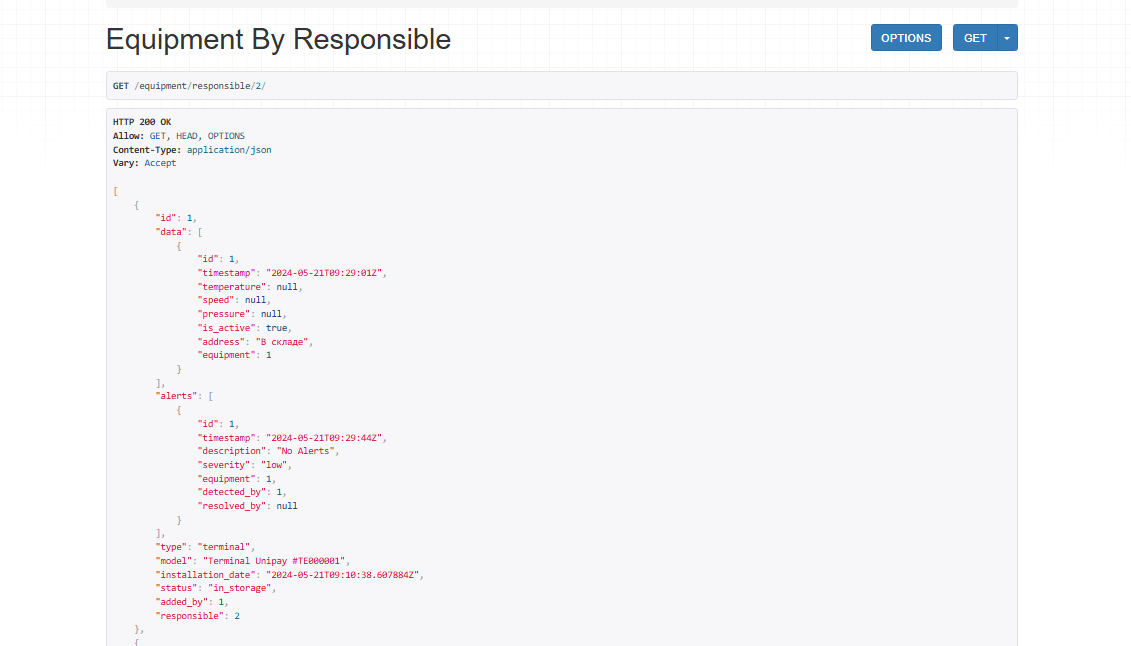 Equipment By Responsible
OPTIONS
GET
GET /equipment/responsible/2/
HTTP 200 OK
Allow: GET, HEAD, OPTIONS
Content-Type: application/json
Vary: Accept
[
{
"id": 1,
"data": [
{
"id": 1,
"timestamp": "2024-05-21T09:29:01Z",
"temperature": null,
"speed": null,
"pressure": null,
"is_active": true,
"address": "В складе",
"equipment": 1
}
],
"alerts": [
{
"id": 1,
"timestamp": "2024-05-21T09:29:44Z",
"description": "No Alerts",
"severity": "low",
"equipment": 1,
"detected_by": 1,
"resolved_by": null
}
],
"type": "terminal",
"model": "Terminal Unipay #TE000001",
"installation_date": "2024-05-21T09:10:38.607884Z",
"status": "in_storage",
"added_by": 1,
"responsible": 2
},
{